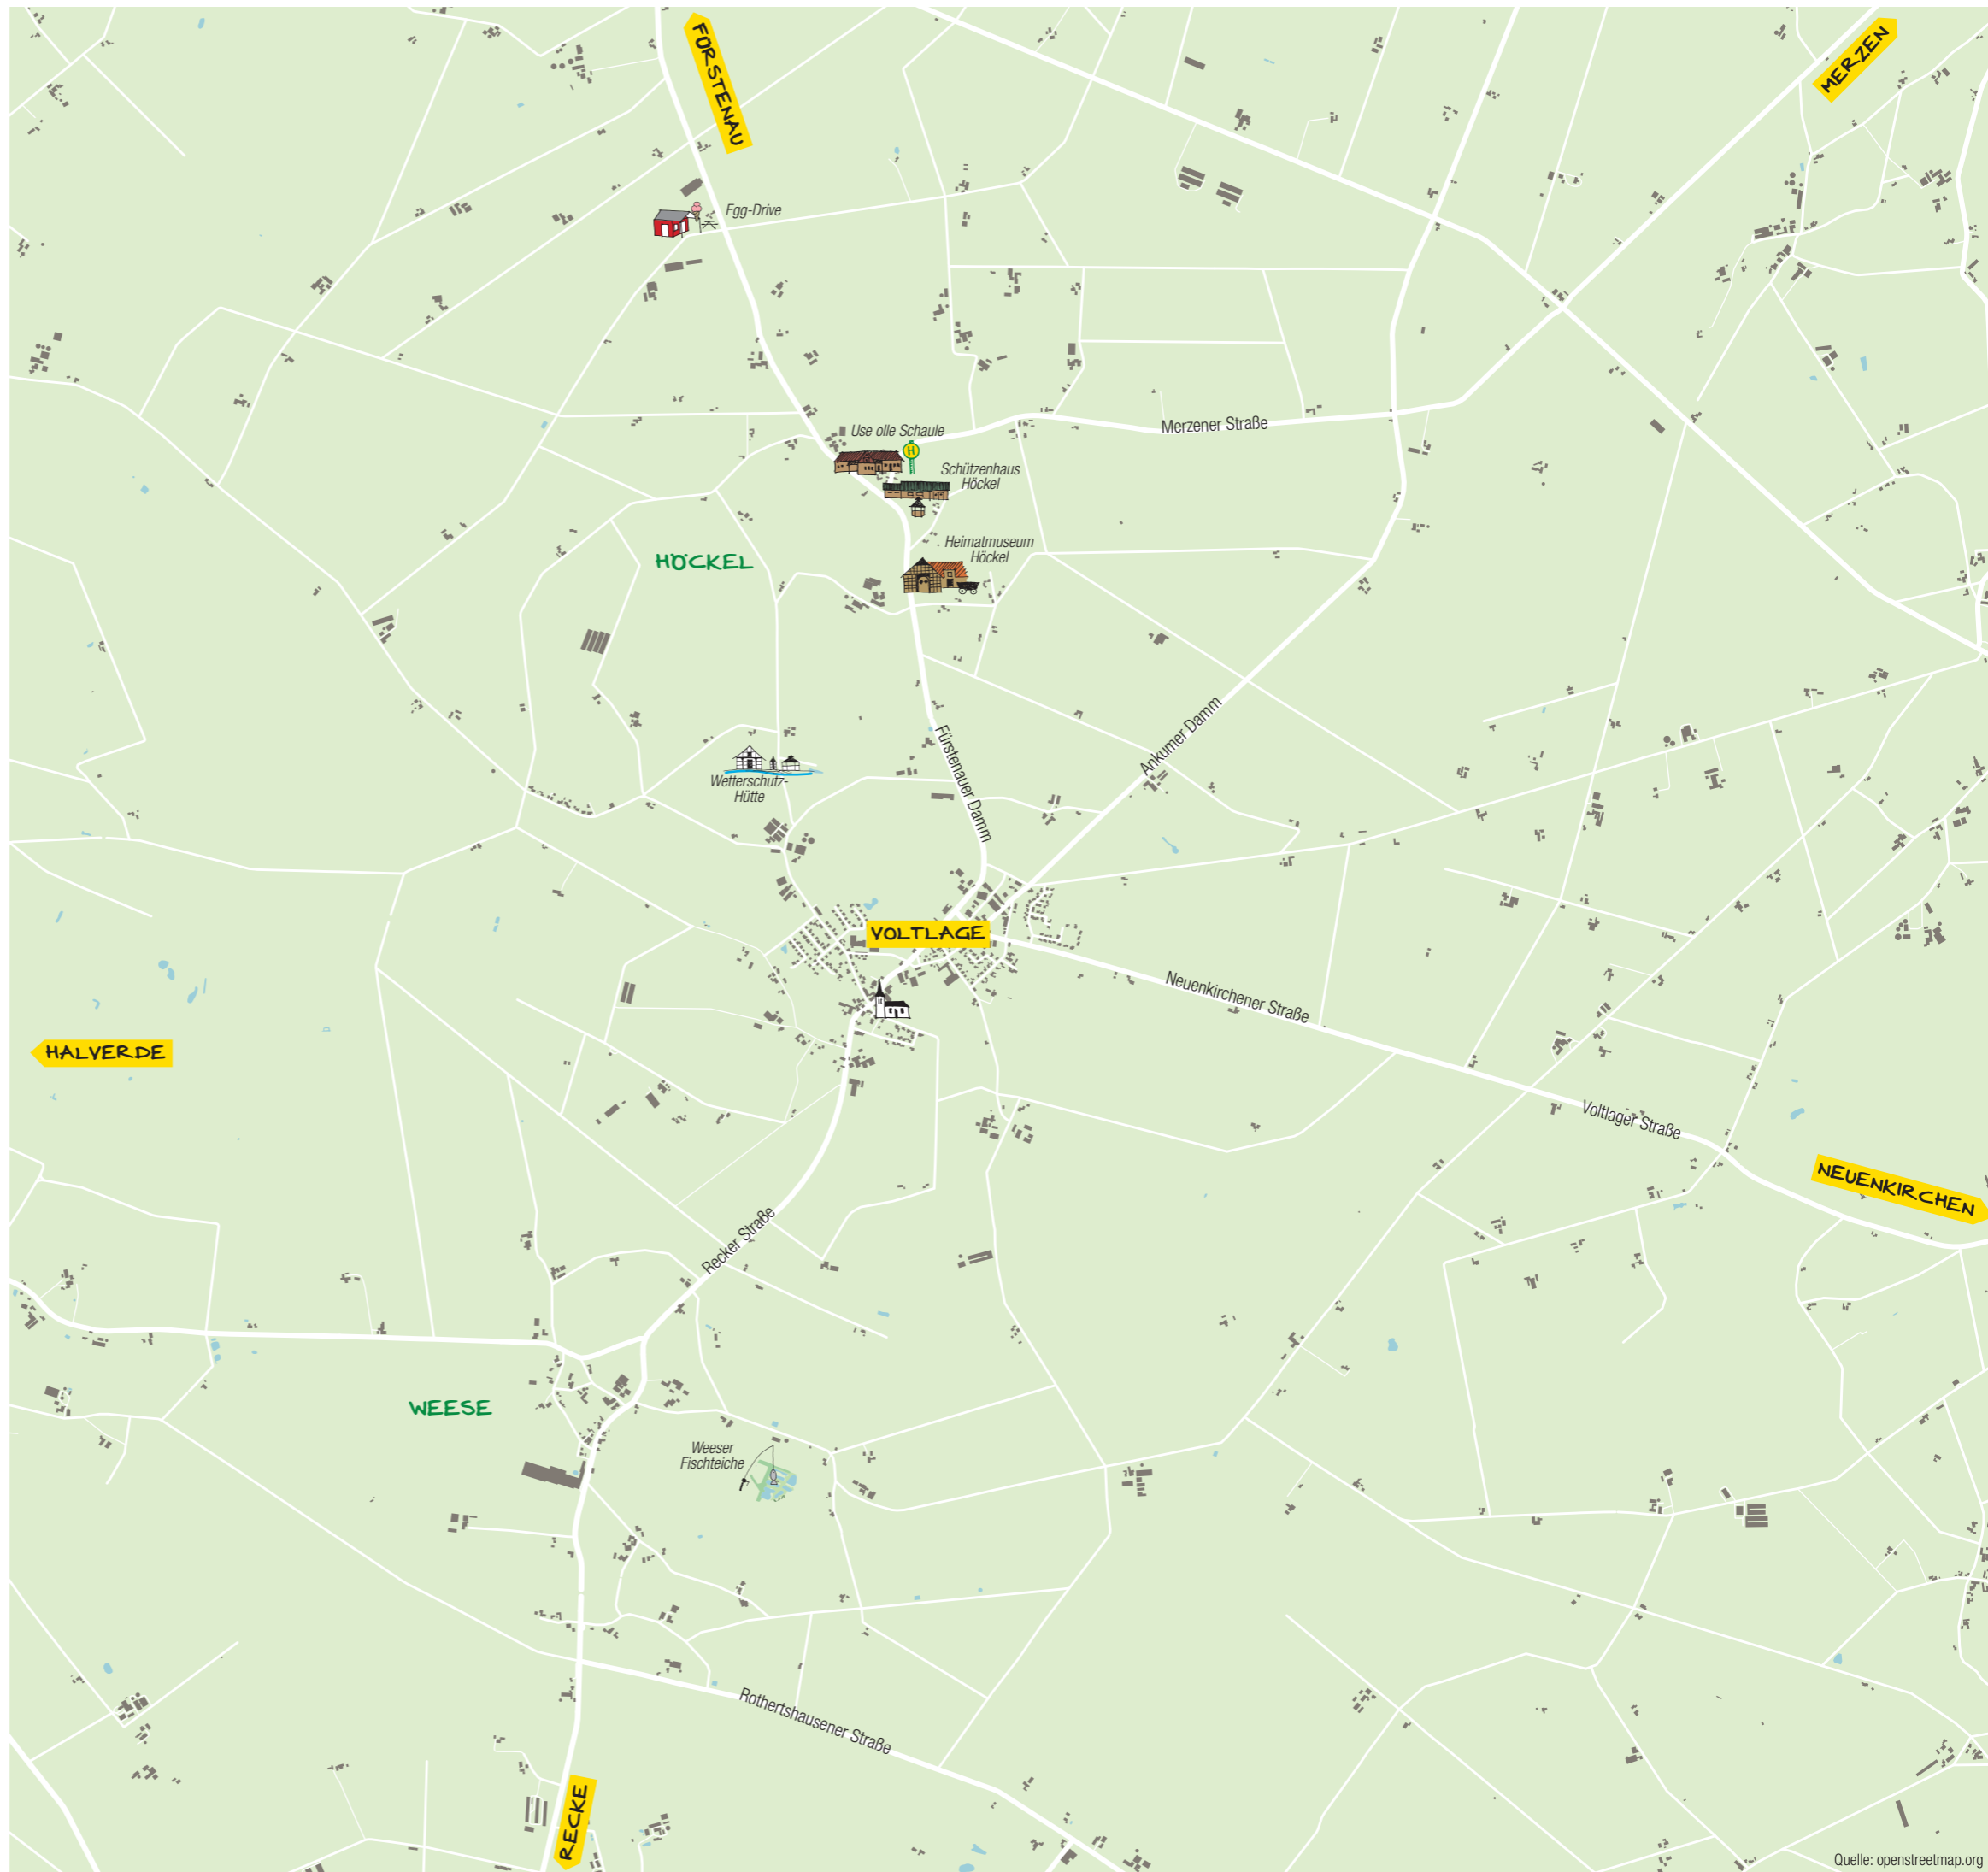 FÜRSTENAU
MERZEN
Egg-Drive
Merzener Straße
Use olle Schaule
H
Schützenhaus
Höckel
Heimatmuseum
Höckel
HÖCKEL
Fürstenauer Damm
Ankumer Damm
Wetterschutz-
Hütte
VOLTLAGE
Neuenkirchener Straße
HALVERDE
Voltlager Straße
NEUENKIRCHEN
Recker Straße
WEESE
Weeser
Fischteiche
Rothertshausener Straße
RECKE
Quelle: openstreetmap.org